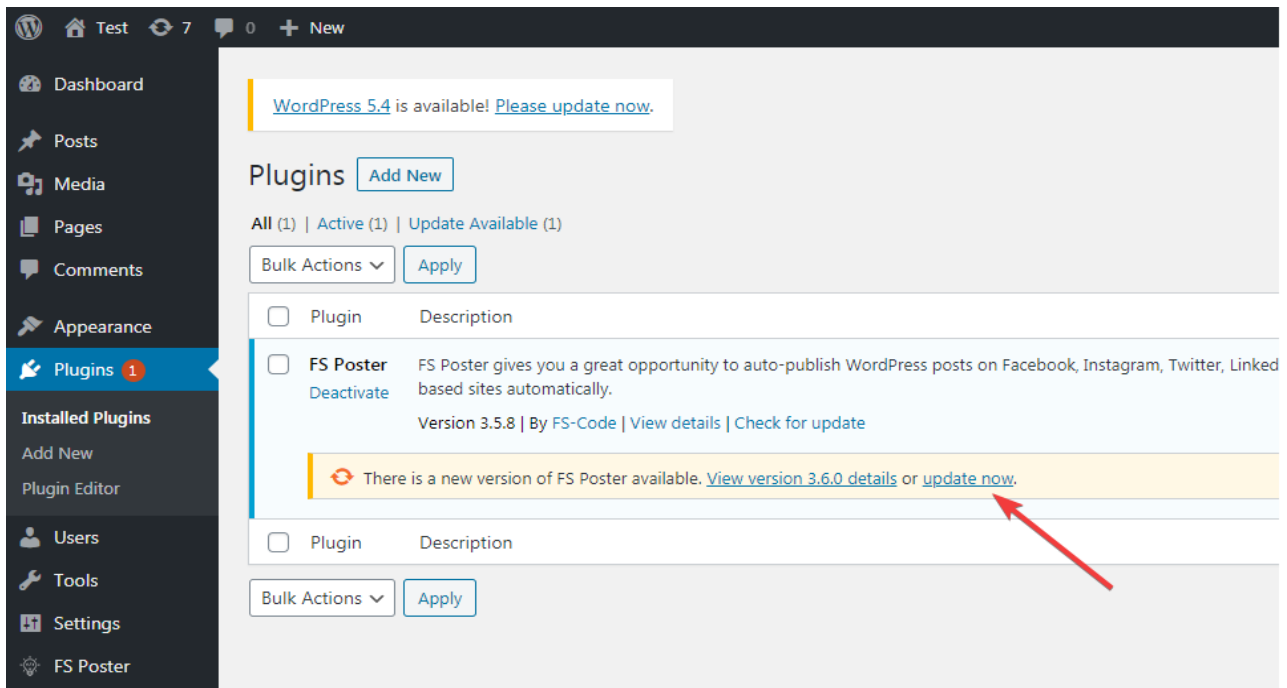 Test 7 0 New
Dashboard
Posts
Media
Pages
Comments
Appearance
Plugins 1
Installed Plugins
Add New
Plugin Editor
Users
Tools
Settings
FS Poster
WordPress 5.4 is available! Please update now.
Plugins Add New
All (1) | Active (1) | Update Available (1)
Bulk Actions Apply
Plugin Description
FS Poster FS Poster gives you a great opportunity to auto-publish WordPress posts on Facebook, Instagram, Twitter, Linked
Deactivate based sites automatically.
Version 3.5.8 | By FS-Code | View details | Check for update
There is a new version of FS Poster available. View version 3.6.0 details or update now.
Plugin Description
Bulk Actions Apply